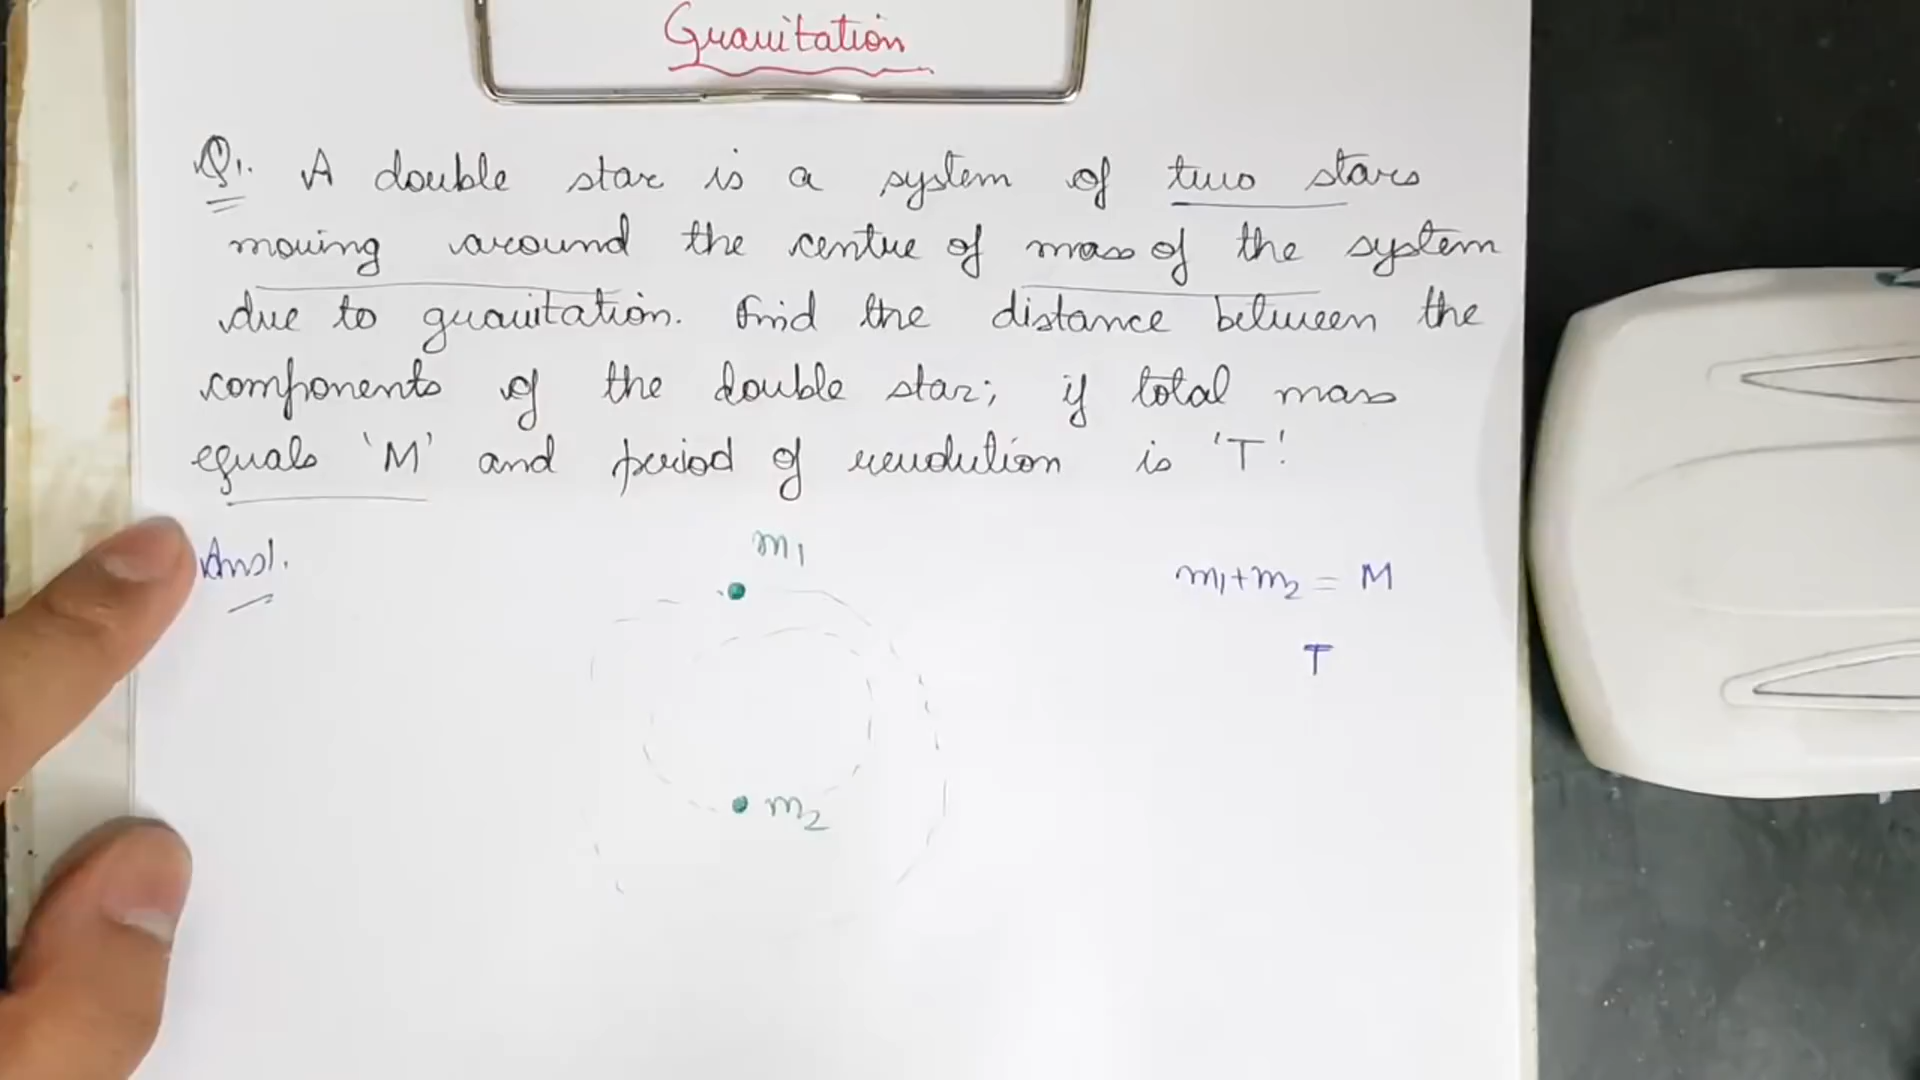 Gravitation
Q1. A double star is a system of two stars
moving around the centre of mass of the system
due to gravitation. Find the distance between the
components of the double star; if total mass
equals 'M' and period of revolution is 'T'.
Ans1.
m1
m1+m2 = M
T
m2